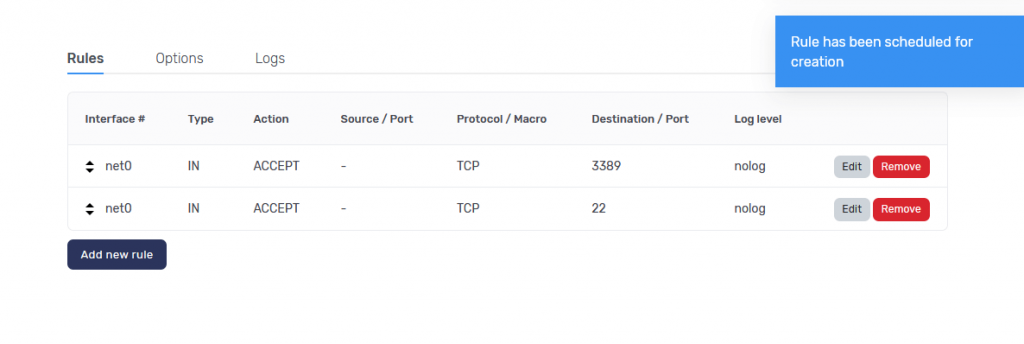 Rule has been scheduled for
creation
Rules Options Logs
Interface # Type Action Source / Port Protocol / Macro Destination / Port Log level
net0 IN ACCEPT - TCP 3389 nolog Edit Remove
net0 IN ACCEPT - TCP 22 nolog Edit Remove
Add new rule